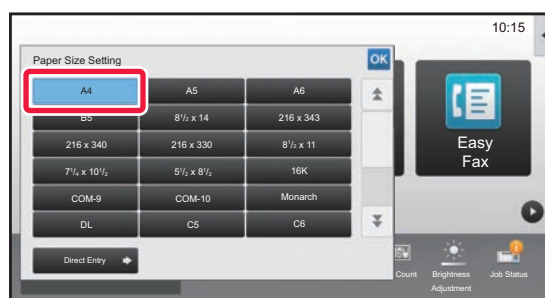 10:15
Paper Size Setting
OK
A4 A5 A6
B5 8¹/₂ x 14 216 x 343
216 x 340 216 x 330 8¹/₂ x 11
7¹/₄ x 10¹/₂ 5¹/₂ x 8¹/₂ 16K
COM-9 COM-10 Monarch
DL C5 C6
Direct Entry
Easy
Fax
Count Brightness Job Status
Adjustment